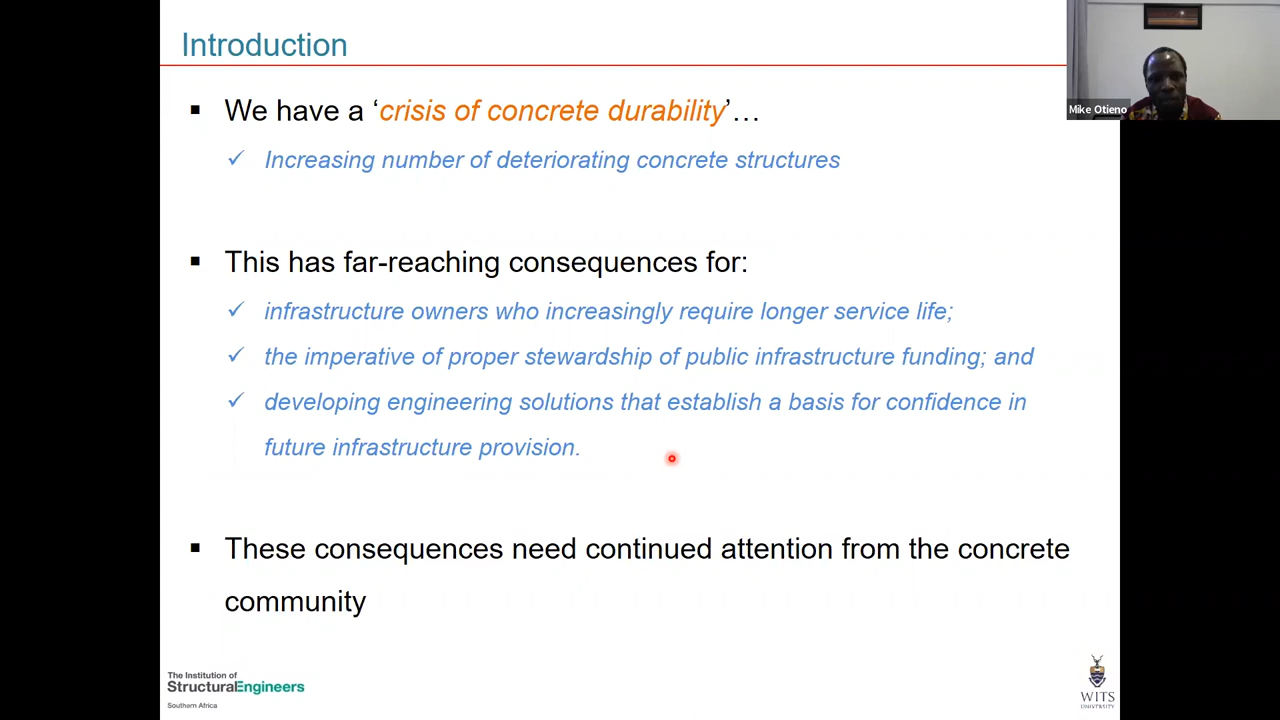 Introduction
We have a ‘crisis of concrete durability’…
Increasing number of deteriorating concrete structures
This has far-reaching consequences for:
infrastructure owners who increasingly require longer service life;
the imperative of proper stewardship of public infrastructure funding; and
developing engineering solutions that establish a basis for confidence in
future infrastructure provision.
These consequences need continued attention from the concrete
community
Mike Otieno
The Institution of
StructuralEngineers
Southern Africa
WITS
UNIVERSITY